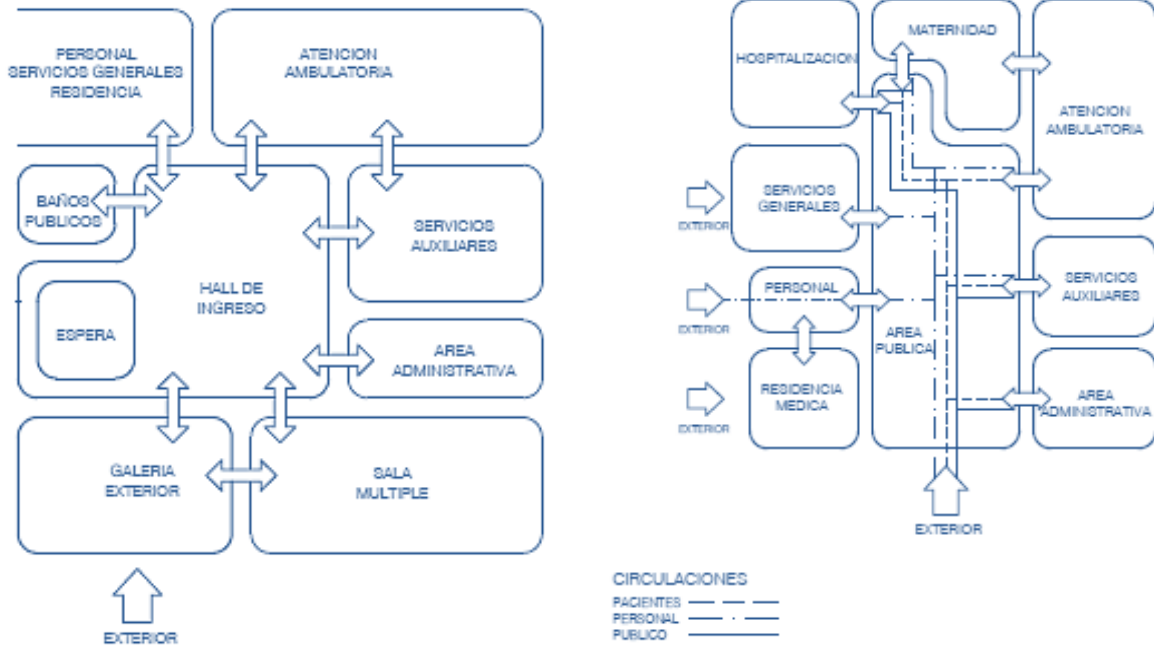 PERSONAL
SERVICIOS GENERALES
RESIDENCIA
ATENCION
AMBULATORIA
BAÑOS
PUBLICOS
SERVICIOS
AUXILIARES
HALL DE
INGRESO
ESPERA
AREA
ADMINISTRATIVA
GALERIA
EXTERIOR
SALA
MULTIPLE
EXTERIOR
MATERNIDAD
HOSPITALIZACION
ATENCION
AMBULATORIA
SERVICIOS
GENERALES
EXTERIOR
PERSONAL
SERVICIOS
AUXILIARES
EXTERIOR
AREA
PUBLICA
RESIDENCIA
MEDICA
AREA
ADMINISTRATIVA
EXTERIOR
EXTERIOR
CIRCULACIONES
PACIENTES
PERSONAL
PUBLICO